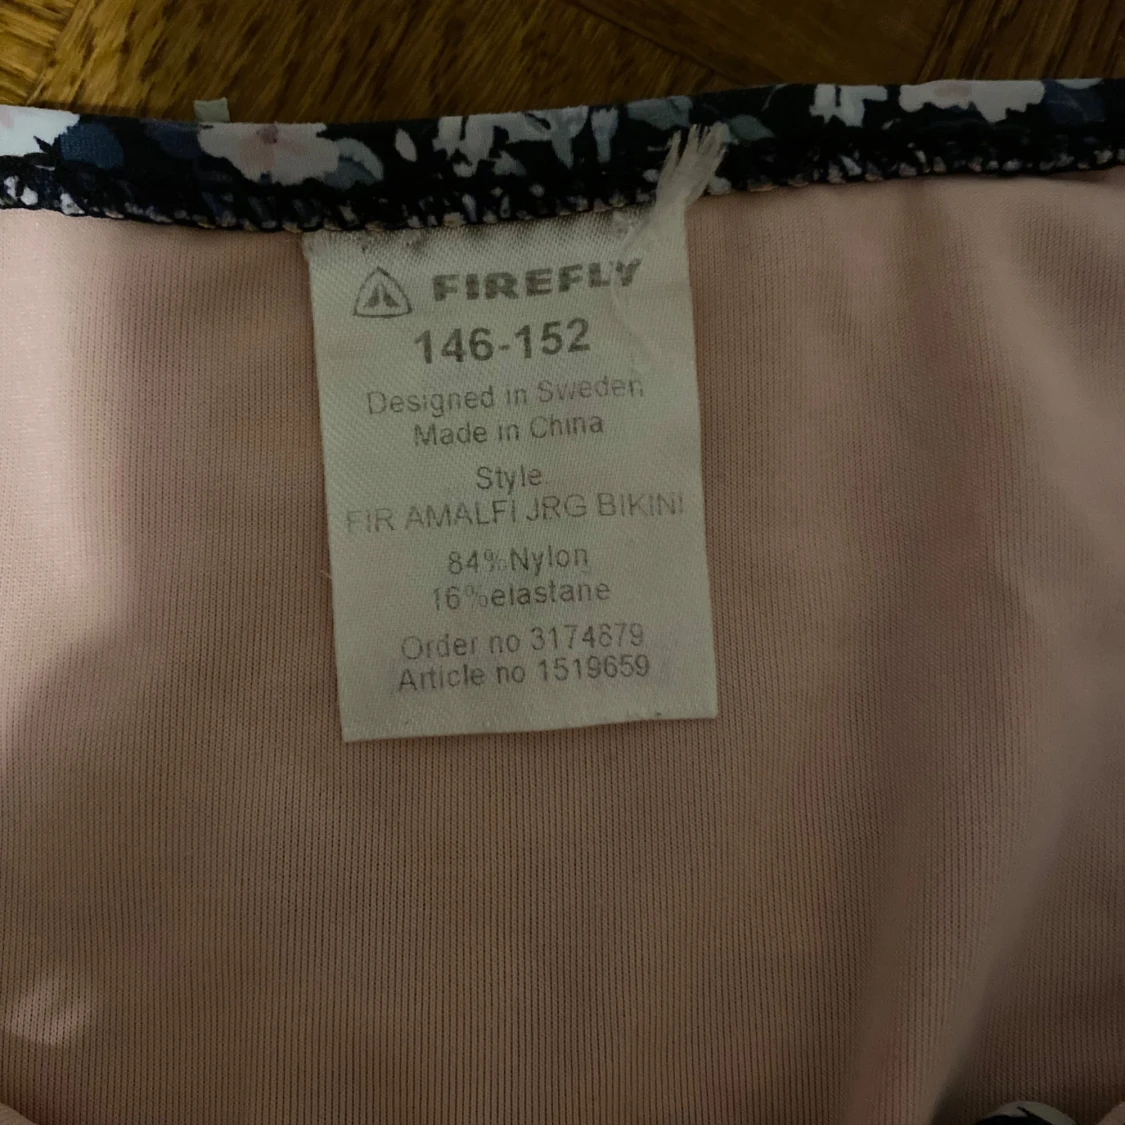 FIREFLY
146-152
Designed in Sweden
Made in China
Style
FIR AMALFI JRG BIKINI
84%Nylon
16%elastane
Order no 3174879
Article no 1519659